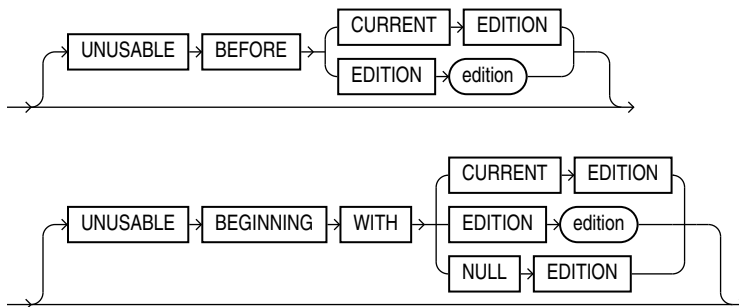 CURRENT EDITION
UNUSABLE BEFORE
EDITION edition
CURRENT EDITION
UNUSABLE BEGINNING WITH EDITION edition
NULL EDITION